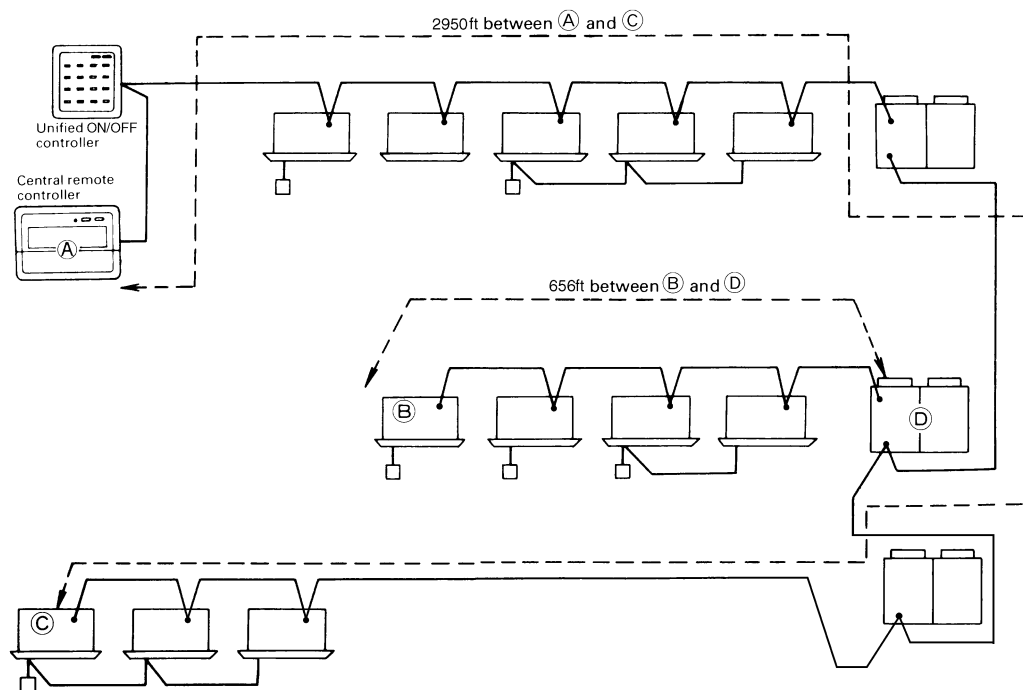 2950ft between Ⓐ and Ⓒ
Unified ON/OFF
controller
Central remote
controller
Ⓐ
656ft between Ⓑ and Ⓓ
Ⓑ
Ⓓ
Ⓒ